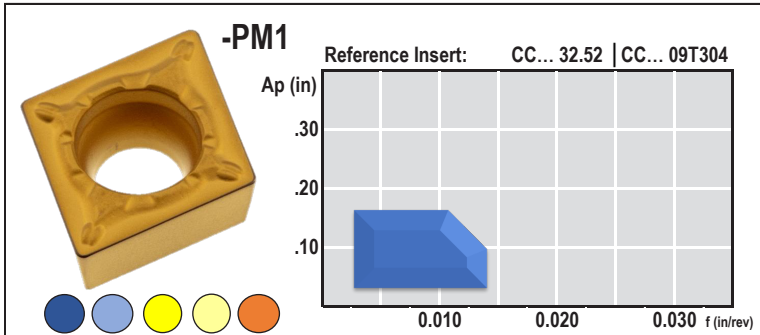 -PM1
Reference Insert: CC... 32.52 | CC... 09T304
Ap (in)
.30
.20
.10
0.010 0.020 0.030 f (in/rev)